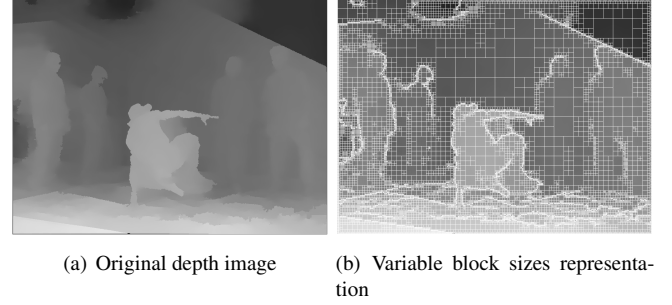 (a) Original depth image
(b) Variable block sizes representa-
tion